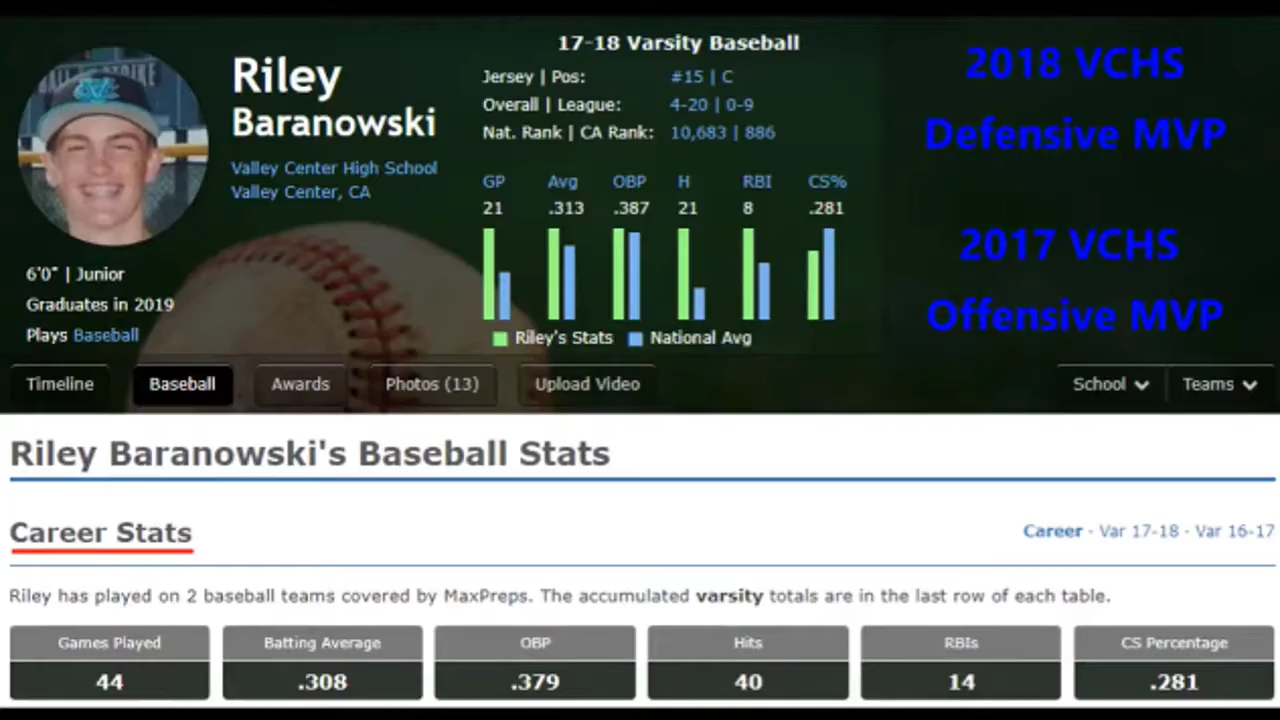 17-18 Varsity Baseball
Riley
Baranowski
Valley Center High School
Valley Center, CA
6'0" | Junior
Graduates in 2019
Plays Baseball
Jersey | Pos: #15 | C
Overall | League: 4-20 | 0-9
Nat. Rank | CA Rank: 10,683 | 886
GP Avg OBP H RBI CS%
21 .313 .387 21 8 .281
Riley's Stats National Avg
2018 VCHS
Defensive MVP
2017 VCHS
Offensive MVP
Timeline Baseball Awards Photos (13) Upload Video School Teams
Riley Baranowski's Baseball Stats
Career Stats
Career - Var 17-18 - Var 16-17
Riley has played on 2 baseball teams covered by MaxPreps. The accumulated varsity totals are in the last row of each table.
Games Played Batting Average OBP Hits RBIs CS Percentage
44 .308 .379 40 14 .281